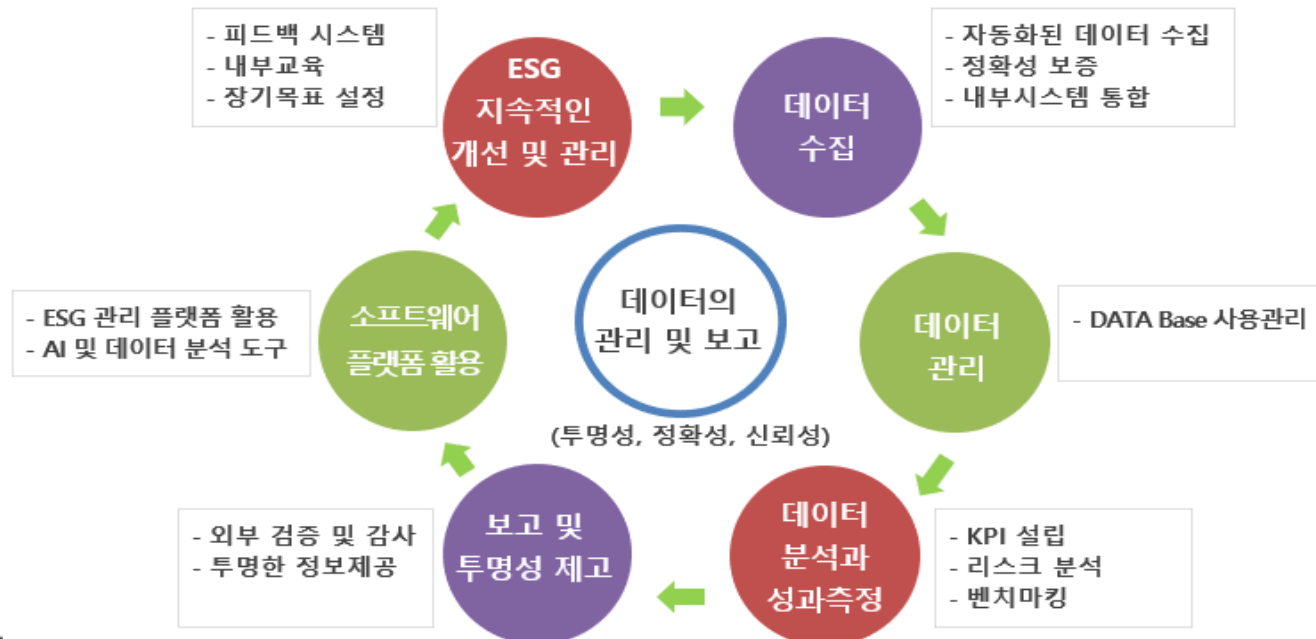 - 피드백 시스템
- 내부교육
- 장기목표 설정
ESG
지속적인
개선 및 관리
데이터
수집
- 자동화된 데이터 수집
- 정확성 보증
- 내부시스템 통합
- ESG 관리 플랫폼 활용
- AI 및 데이터 분석 도구
소프트웨어
플랫폼 활용
데이터의
관리 및 보고
(투명성, 정확성, 신뢰성)
데이터
관리
- DATA Base 사용관리
- 외부 검증 및 감사
- 투명한 정보제공
보고 및
투명성 제고
데이터
분석과
성과측정
- KPI 설립
- 리스크 분석
- 벤치마킹